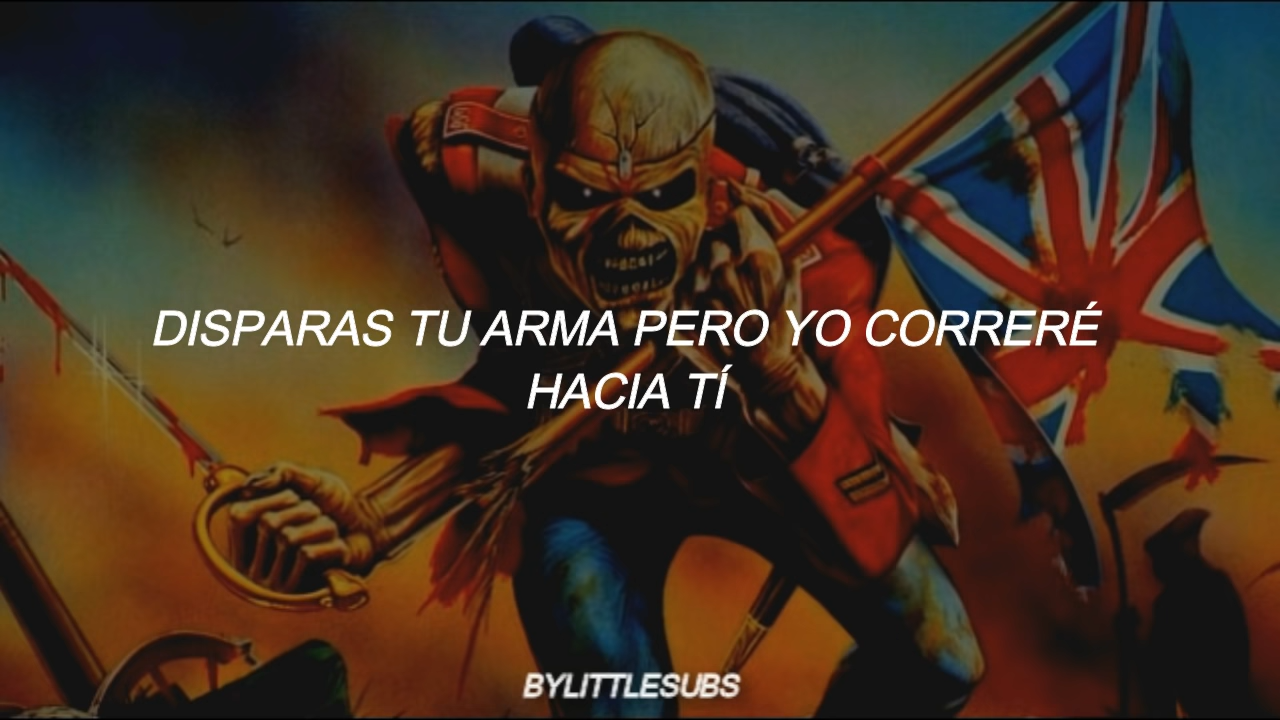 DISPARAS TU ARMA PERO YO CORRERÉ
HACIA TÍ
BYLITTLESUBS